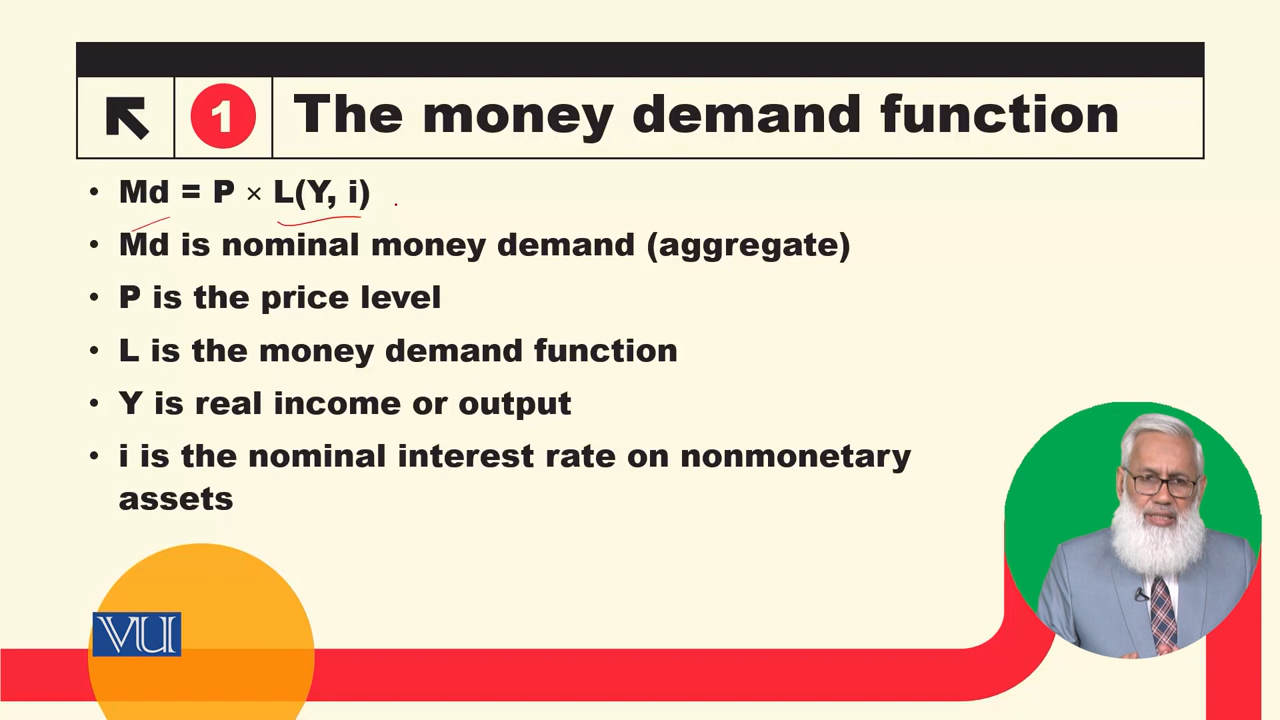 1 The money demand function
• Md = P × L(Y, i)
• Md is nominal money demand (aggregate)
• P is the price level
• L is the money demand function
• Y is real income or output
• i is the nominal interest rate on nonmonetary
assets
VU